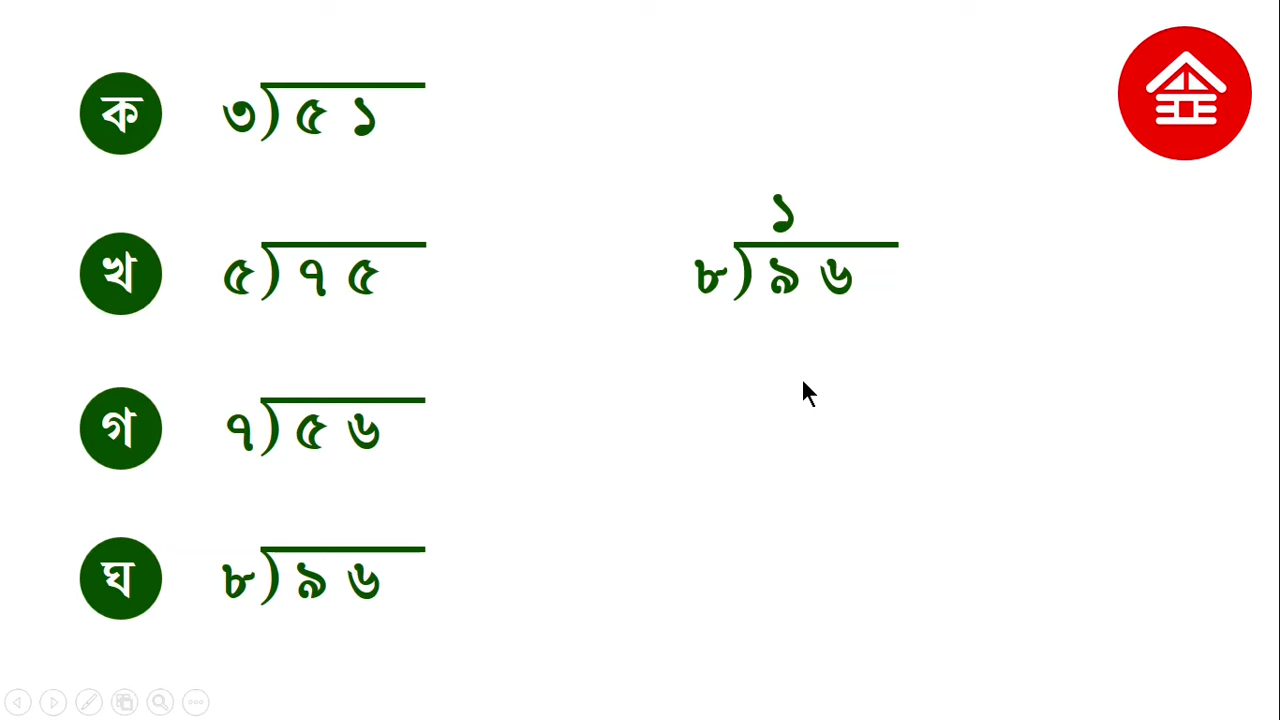 ক ৩) ৫ ১
খ ৫) ৭ ৫
গ ৭) ৫ ৬
ঘ ৮) ৯ ৬
১
৮) ৯ ৬